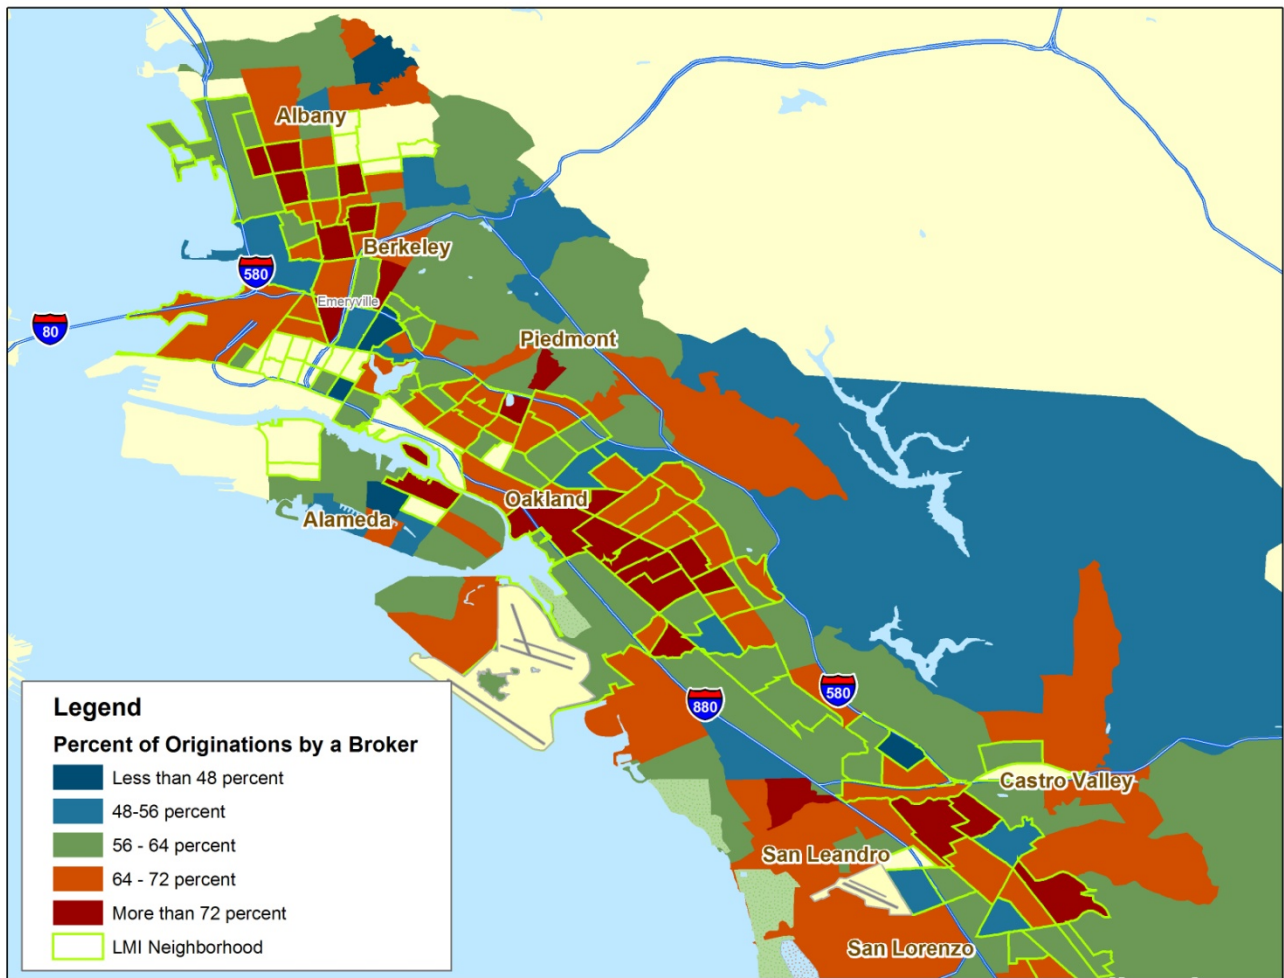 Albany
Berkeley
580
Emeryville
80
Piedmont
Oakland
Alameda
580
880
Castro Valley
San Leandro
San Lorenzo
Legend
Percent of Originations by a Broker
Less than 48 percent
48-56 percent
56 - 64 percent
64 - 72 percent
More than 72 percent
LMI Neighborhood